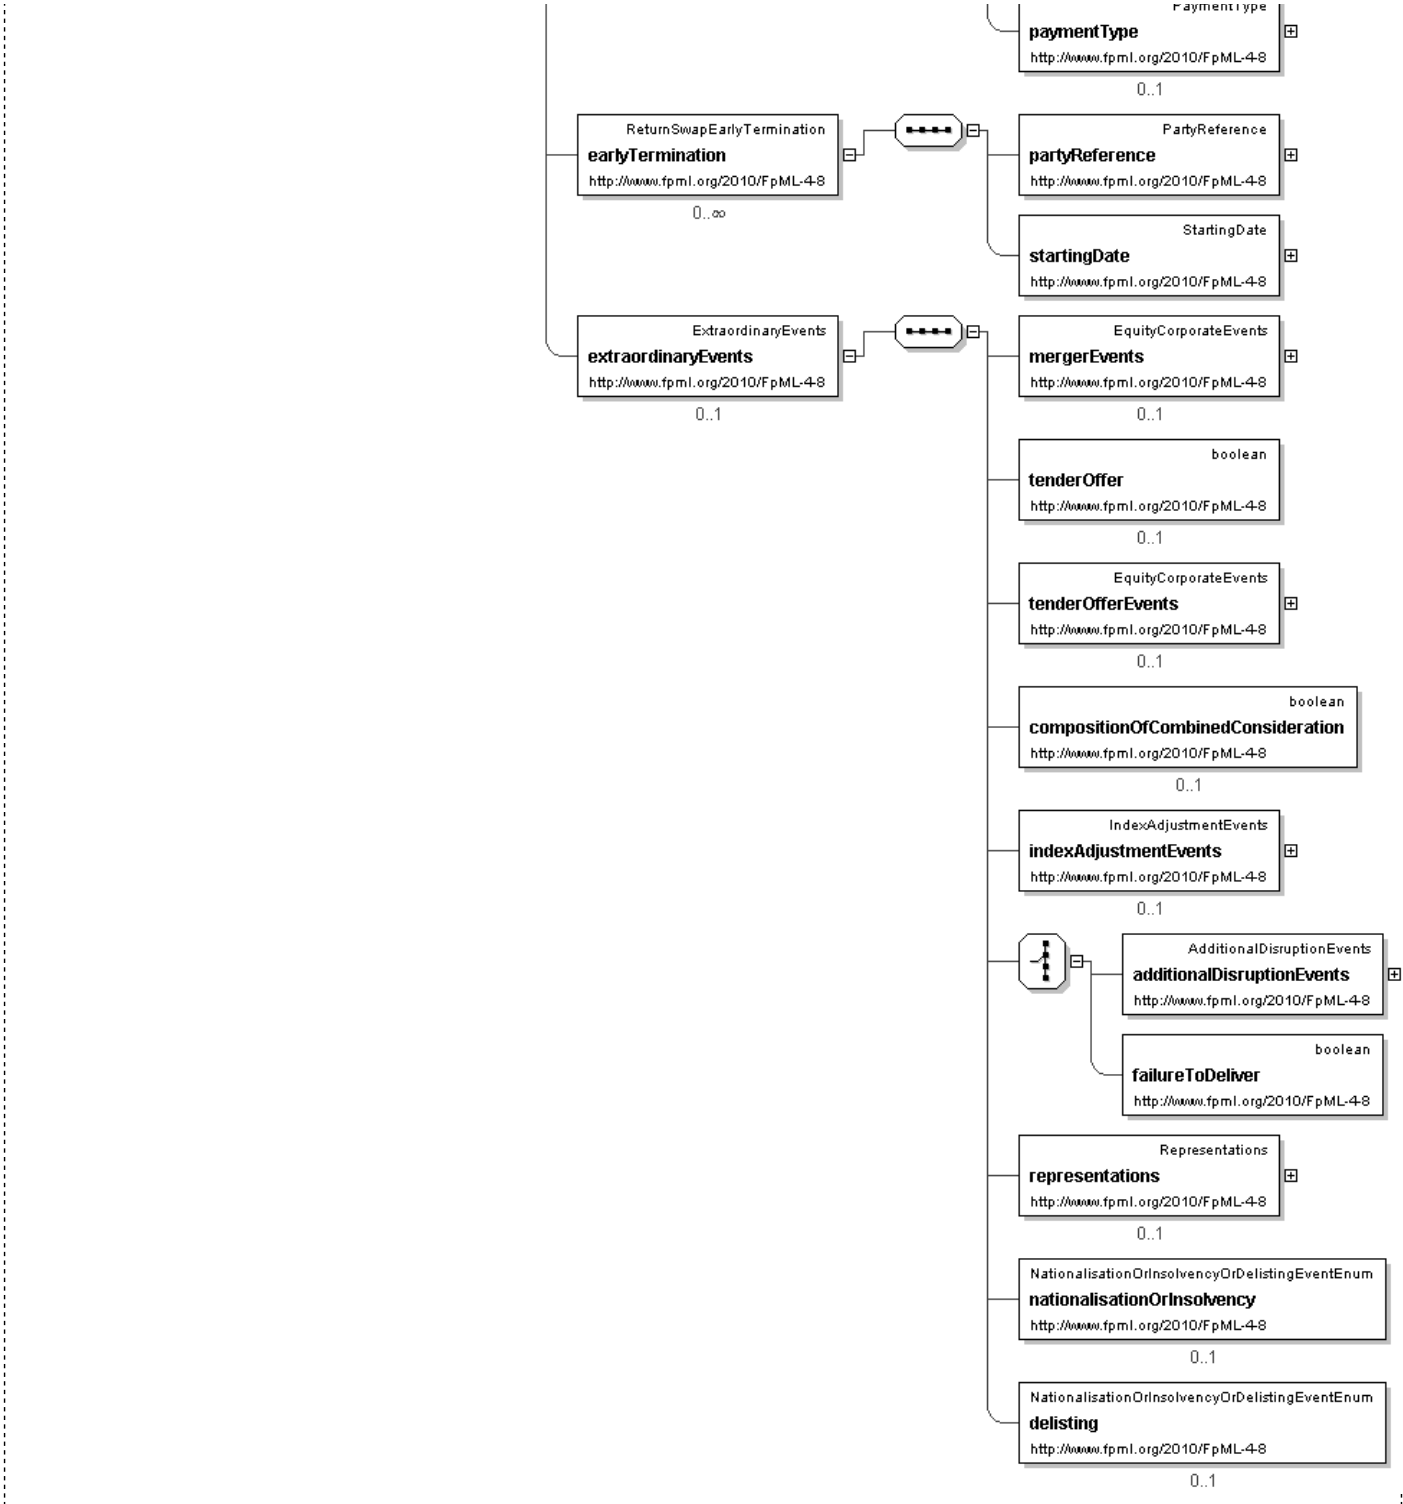 PaymentType
paymentType
http://www.fpml.org/2010/FpML-4-8
0..1
ReturnSwapEarlyTermination
earlyTermination
http://www.fpml.org/2010/FpML-4-8
0..∞
PartyReference
partyReference
http://www.fpml.org/2010/FpML-4-8
StartingDate
startingDate
http://www.fpml.org/2010/FpML-4-8
ExtraordinaryEvents
extraordinaryEvents
http://www.fpml.org/2010/FpML-4-8
0..1
EquityCorporateEvents
mergerEvents
http://www.fpml.org/2010/FpML-4-8
0..1
boolean
tenderOffer
http://www.fpml.org/2010/FpML-4-8
0..1
EquityCorporateEvents
tenderOfferEvents
http://www.fpml.org/2010/FpML-4-8
0..1
boolean
compositionOfCombinedConsideration
http://www.fpml.org/2010/FpML-4-8
0..1
IndexAdjustmentEvents
indexAdjustmentEvents
http://www.fpml.org/2010/FpML-4-8
0..1
AdditionalDisruptionEvents
additionalDisruptionEvents
http://www.fpml.org/2010/FpML-4-8
boolean
failureToDeliver
http://www.fpml.org/2010/FpML-4-8
Representations
representations
http://www.fpml.org/2010/FpML-4-8
0..1
NationalisationOrInsolvencyOrDelistingEventEnum
nationalisationOrInsolvency
http://www.fpml.org/2010/FpML-4-8
0..1
NationalisationOrInsolvencyOrDelistingEventEnum
delisting
http://www.fpml.org/2010/FpML-4-8
0..1